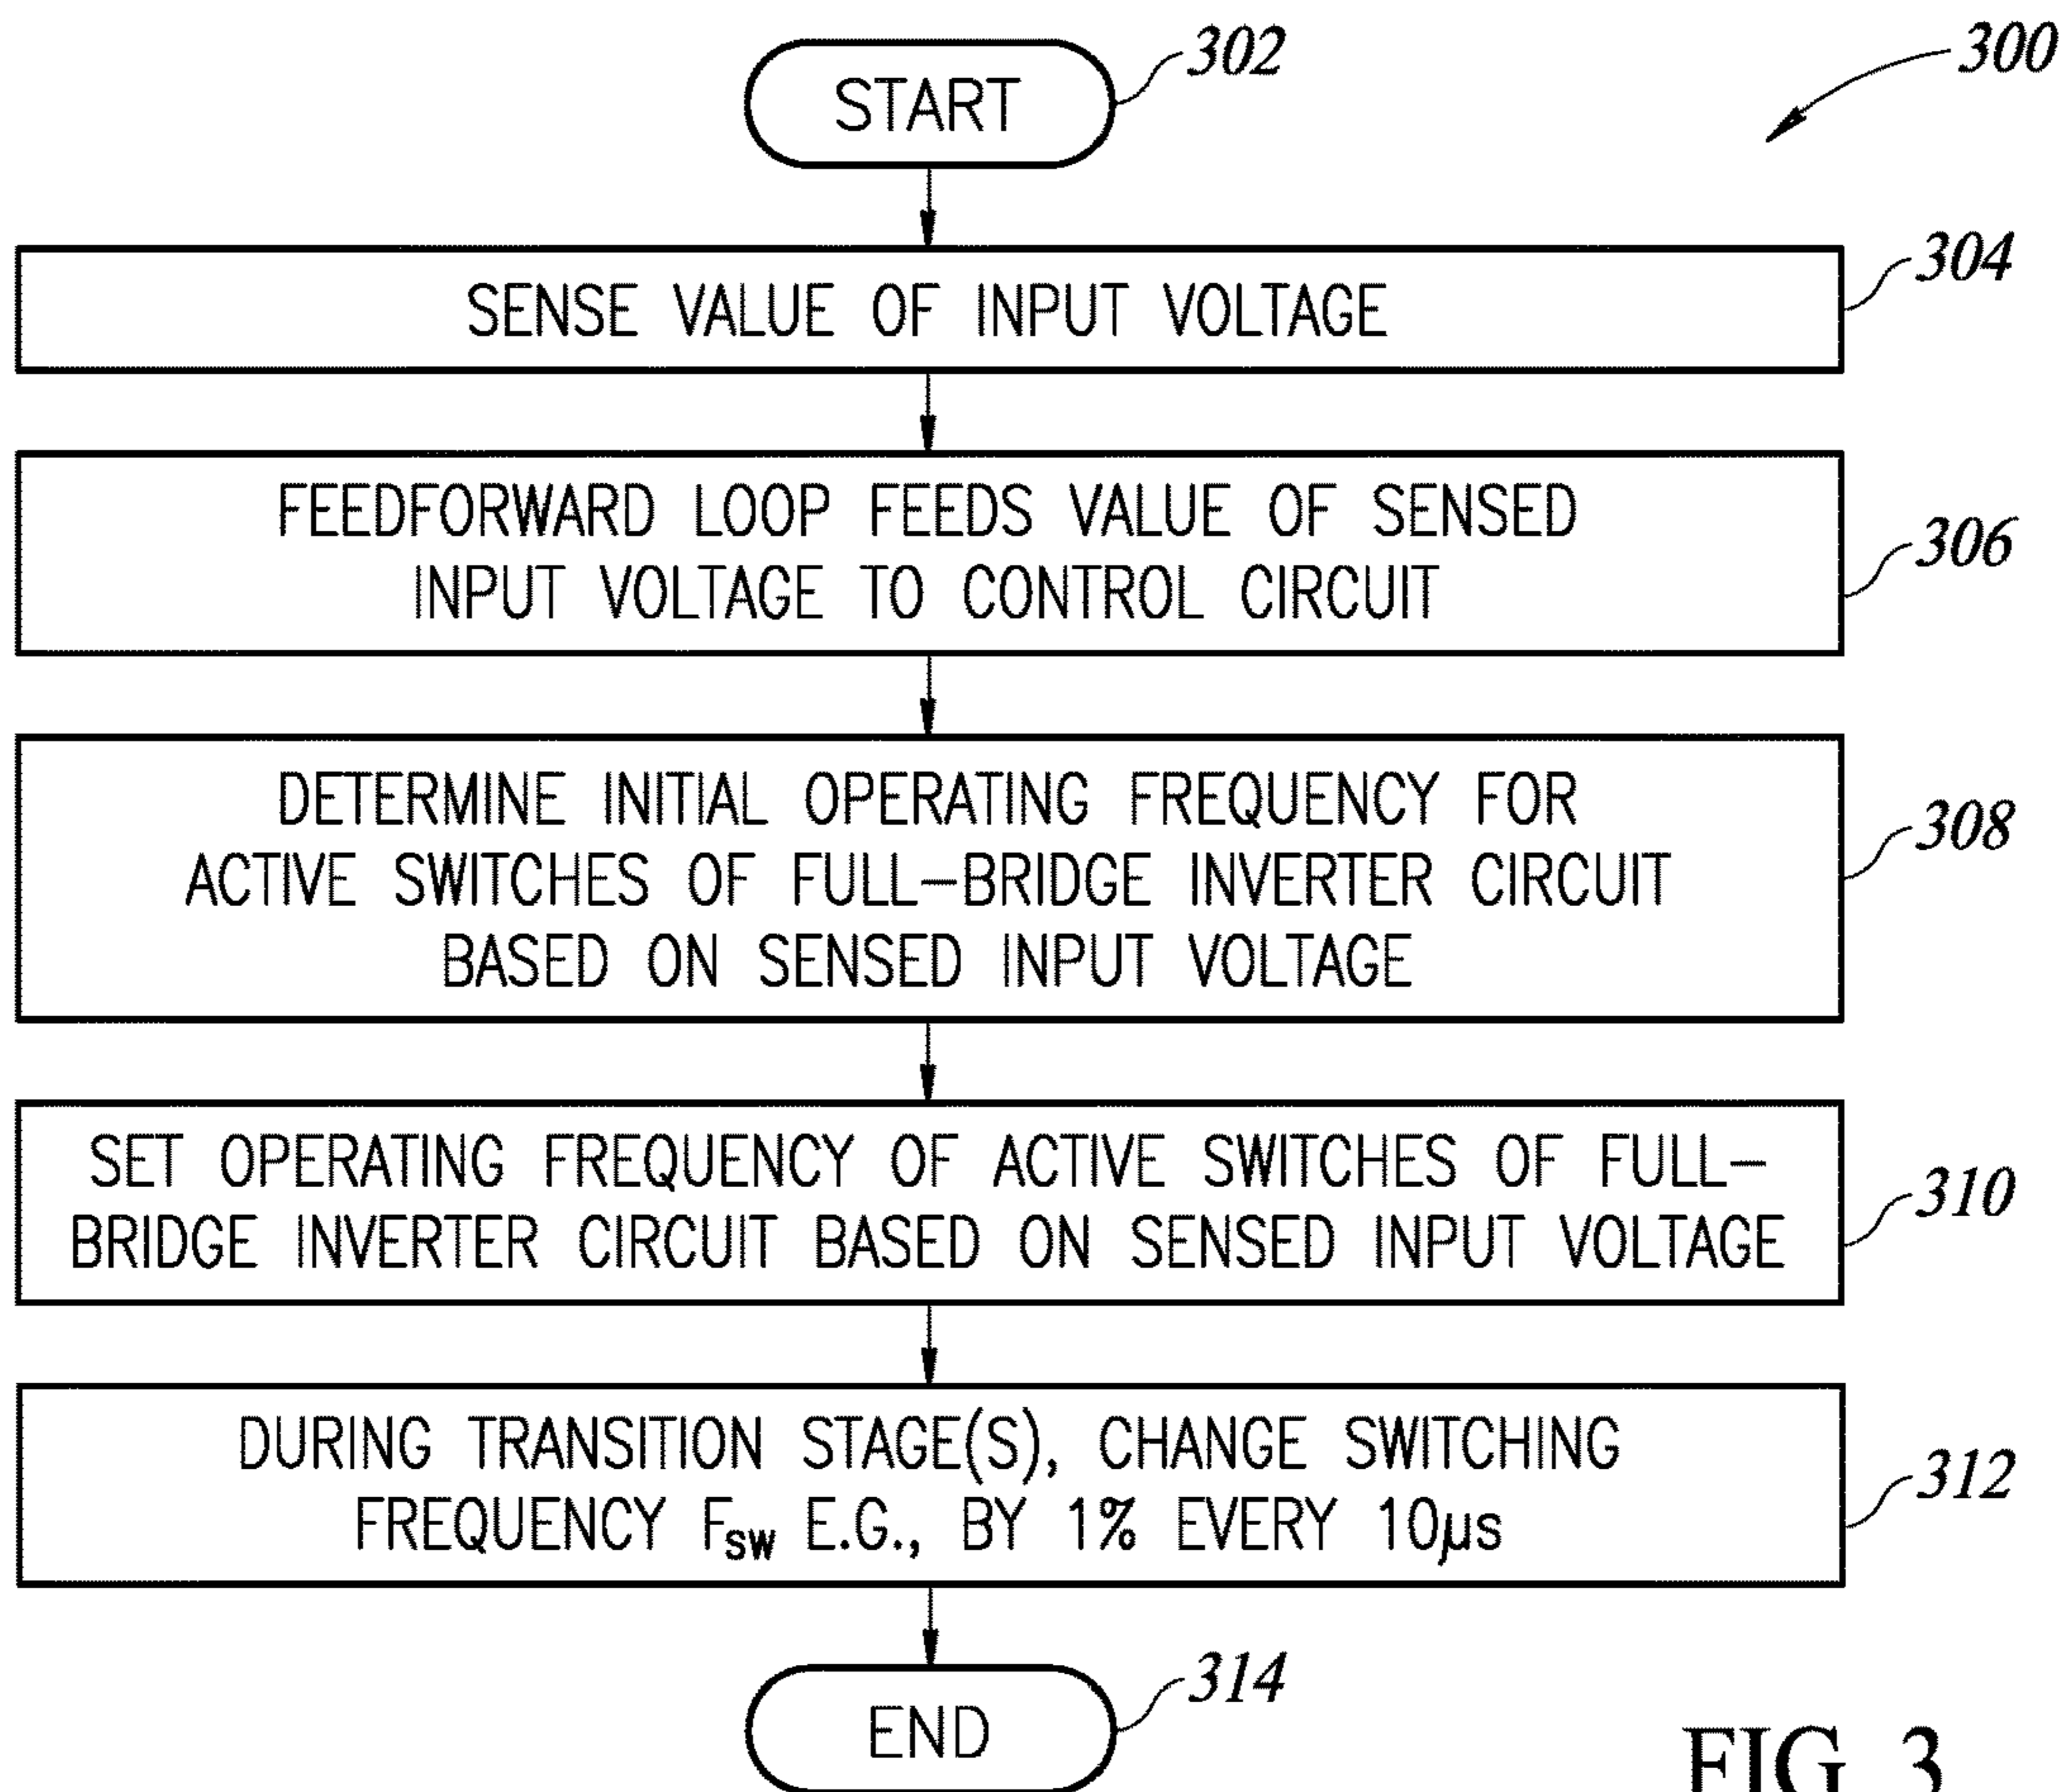 START
302
300
SENSE VALUE OF INPUT VOLTAGE
304
FEEDFORWARD LOOP FEEDS VALUE OF SENSED
INPUT VOLTAGE TO CONTROL CIRCUIT
306
DETERMINE INITIAL OPERATING FREQUENCY FOR
ACTIVE SWITCHES OF FULL-BRIDGE INVERTER CIRCUIT
BASED ON SENSED INPUT VOLTAGE
308
SET OPERATING FREQUENCY OF ACTIVE SWITCHES OF FULL-
BRIDGE INVERTER CIRCUIT BASED ON SENSED INPUT VOLTAGE
310
DURING TRANSITION STAGE(S), CHANGE SWITCHING
FREQUENCY FSW E.G., BY 1% EVERY 10µs
312
END
314
FIG. 3